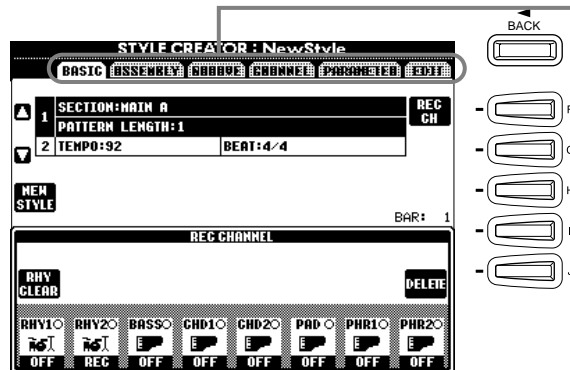 BACK
STYLE CREATOR : NewStyle
BASIC ASSEMBLY GROOVE CHANNEL PARAMETER EDIT
1 SECTION:MAIN A
PATTERN LENGTH:1
REC CH
2 TEMPO:92 BEAT:4/4
NEW STYLE
BAR: 1
REC CHANNEL
RHY CLEAR
DELETE
RHY1 RHY2 BASS CHD1 CHD2 PAD PHR1 PHR2
OFF REC OFF OFF OFF OFF OFF OFF